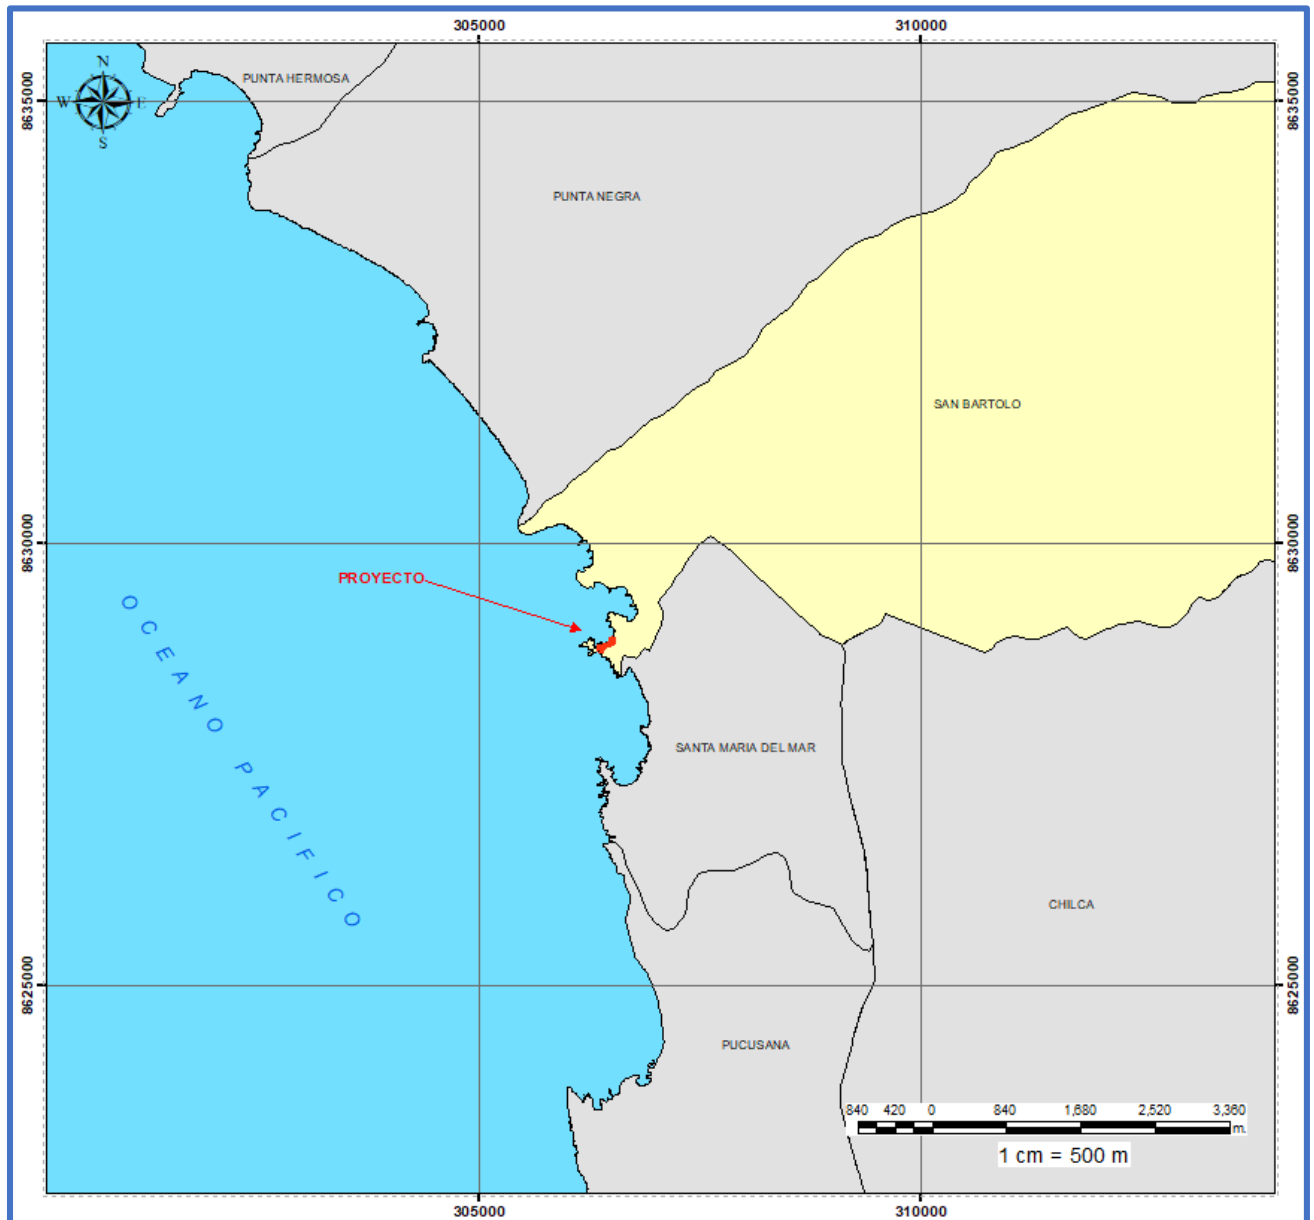 305000
310000
N
W
E
S
PUNTA HERMOSA
8635000
8635000
PUNTA NEGRA
SAN BARTOLO
8630000
8630000
PROYECTO
OCEANO PACIFICO
SANTA MARIA DEL MAR
CHILCA
8625000
8625000
PUCUSANA
840 420 0 840 1,680 2,520 3,360
m.
1 cm = 500 m
305000
310000